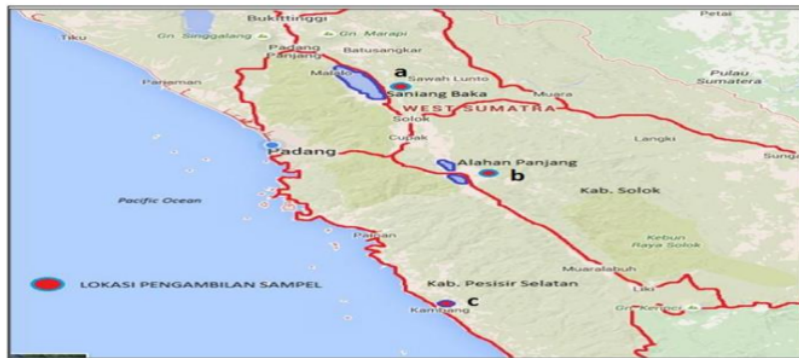 Petai
Bukittinggi
Tiku
Gn Singgalang
Gn Marapi
Padang
Panjang
Batusangkar
Malalo
a
Sawah Lunto
Pulau
Sumatera
Pariaman
Saniang Baka
Muara
WEST SUMATRA
Solok
Cupak
Langki
Padang
Sunga
Alahan Panjang
b
Pacific Ocean
Kab. Solok
Kebun
Raya Solok
Painan
Muaralabuh
LOKASI PENGAMBILAN SAMPEL
Kab. Pesisir Selatan
Liki
c
Kambang
Gn Kerinci